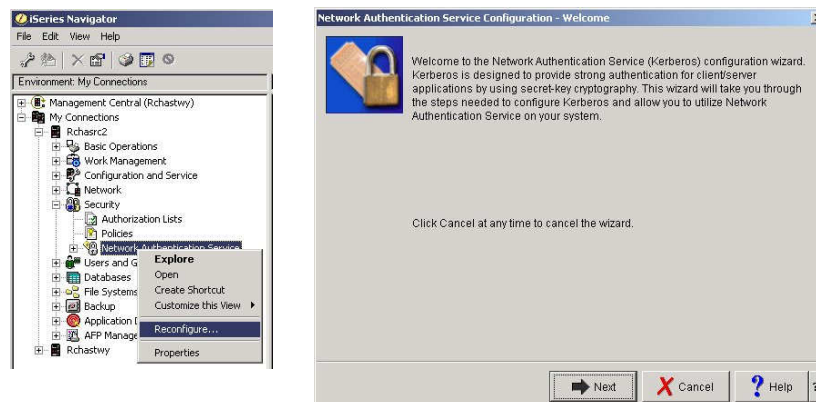 iSeries Navigator
File Edit View Help
Environment: My Connections
Management Central (Rchastwy)
My Connections
Rchasrc2
Basic Operations
Work Management
Configuration and Service
Network
Security
Authorization Lists
Policies
Network Authentication Service
Users and G
Databases
File Systems
Backup
Application D
AFP Manage
Rchastwy
Explore
Open
Create Shortcut
Customize this View
Reconfigure...
Properties
Network Authentication Service Configuration - Welcome
Welcome to the Network Authentication Service (Kerberos) configuration wizard.
Kerberos is designed to provide strong authentication for client/server
applications by using secret-key cryptography. This wizard will take you through
the steps needed to configure Kerberos and allow you to utilize Network
Authentication Service on your system.
Click Cancel at any time to cancel the wizard.
Next
Cancel
? Help
?